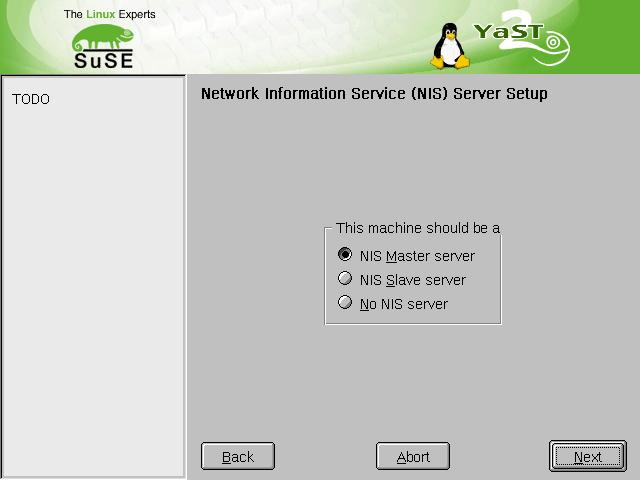 The Linux Experts
SuSE
YaST
2
TODO
Network Information Service (NIS) Server Setup
This machine should be a
NIS Master server
NIS Slave server
No NIS server
Back
Abort
Next